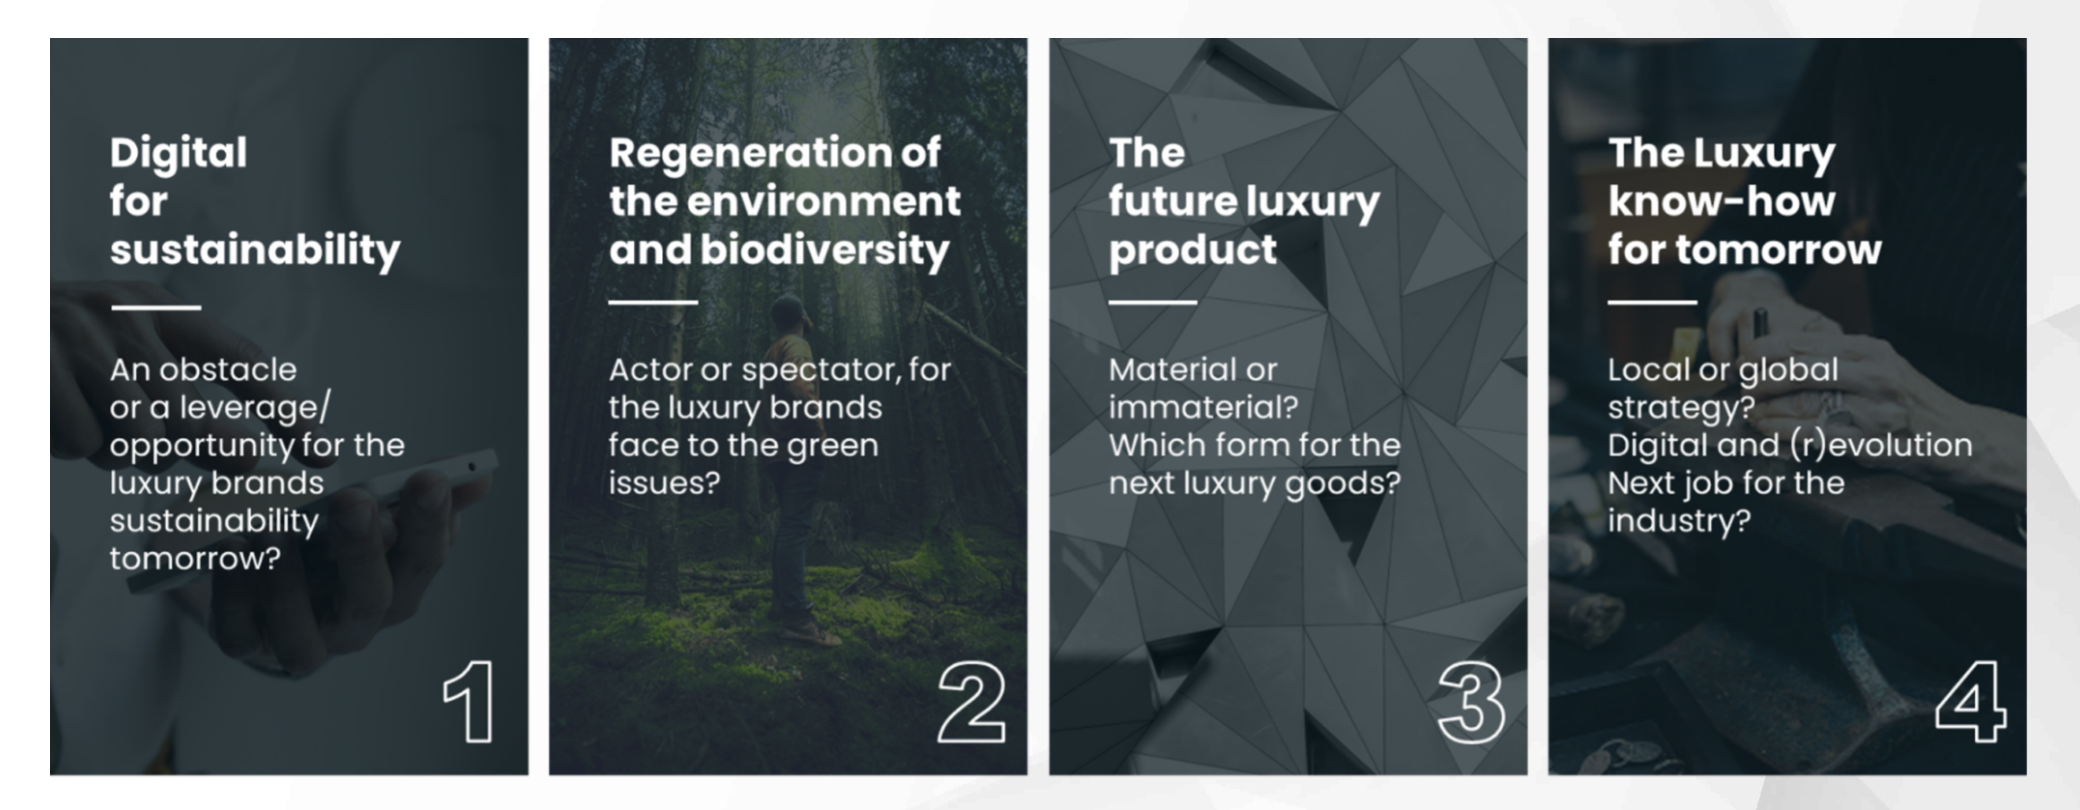 Digital
for
sustainability
An obstacle
or a leverage/
opportunity for the
luxury brands
sustainability
tomorrow?
1
Regeneration of
the environment
and biodiversity
Actor or spectator, for
the luxury brands
face to the green
issues?
2
The
future luxury
product
Material or
immaterial?
Which form for the
next luxury goods?
3
The Luxury
know-how
for tomorrow
Local or global
strategy?
Digital and (r)evolution
Next job for the
industry?
4